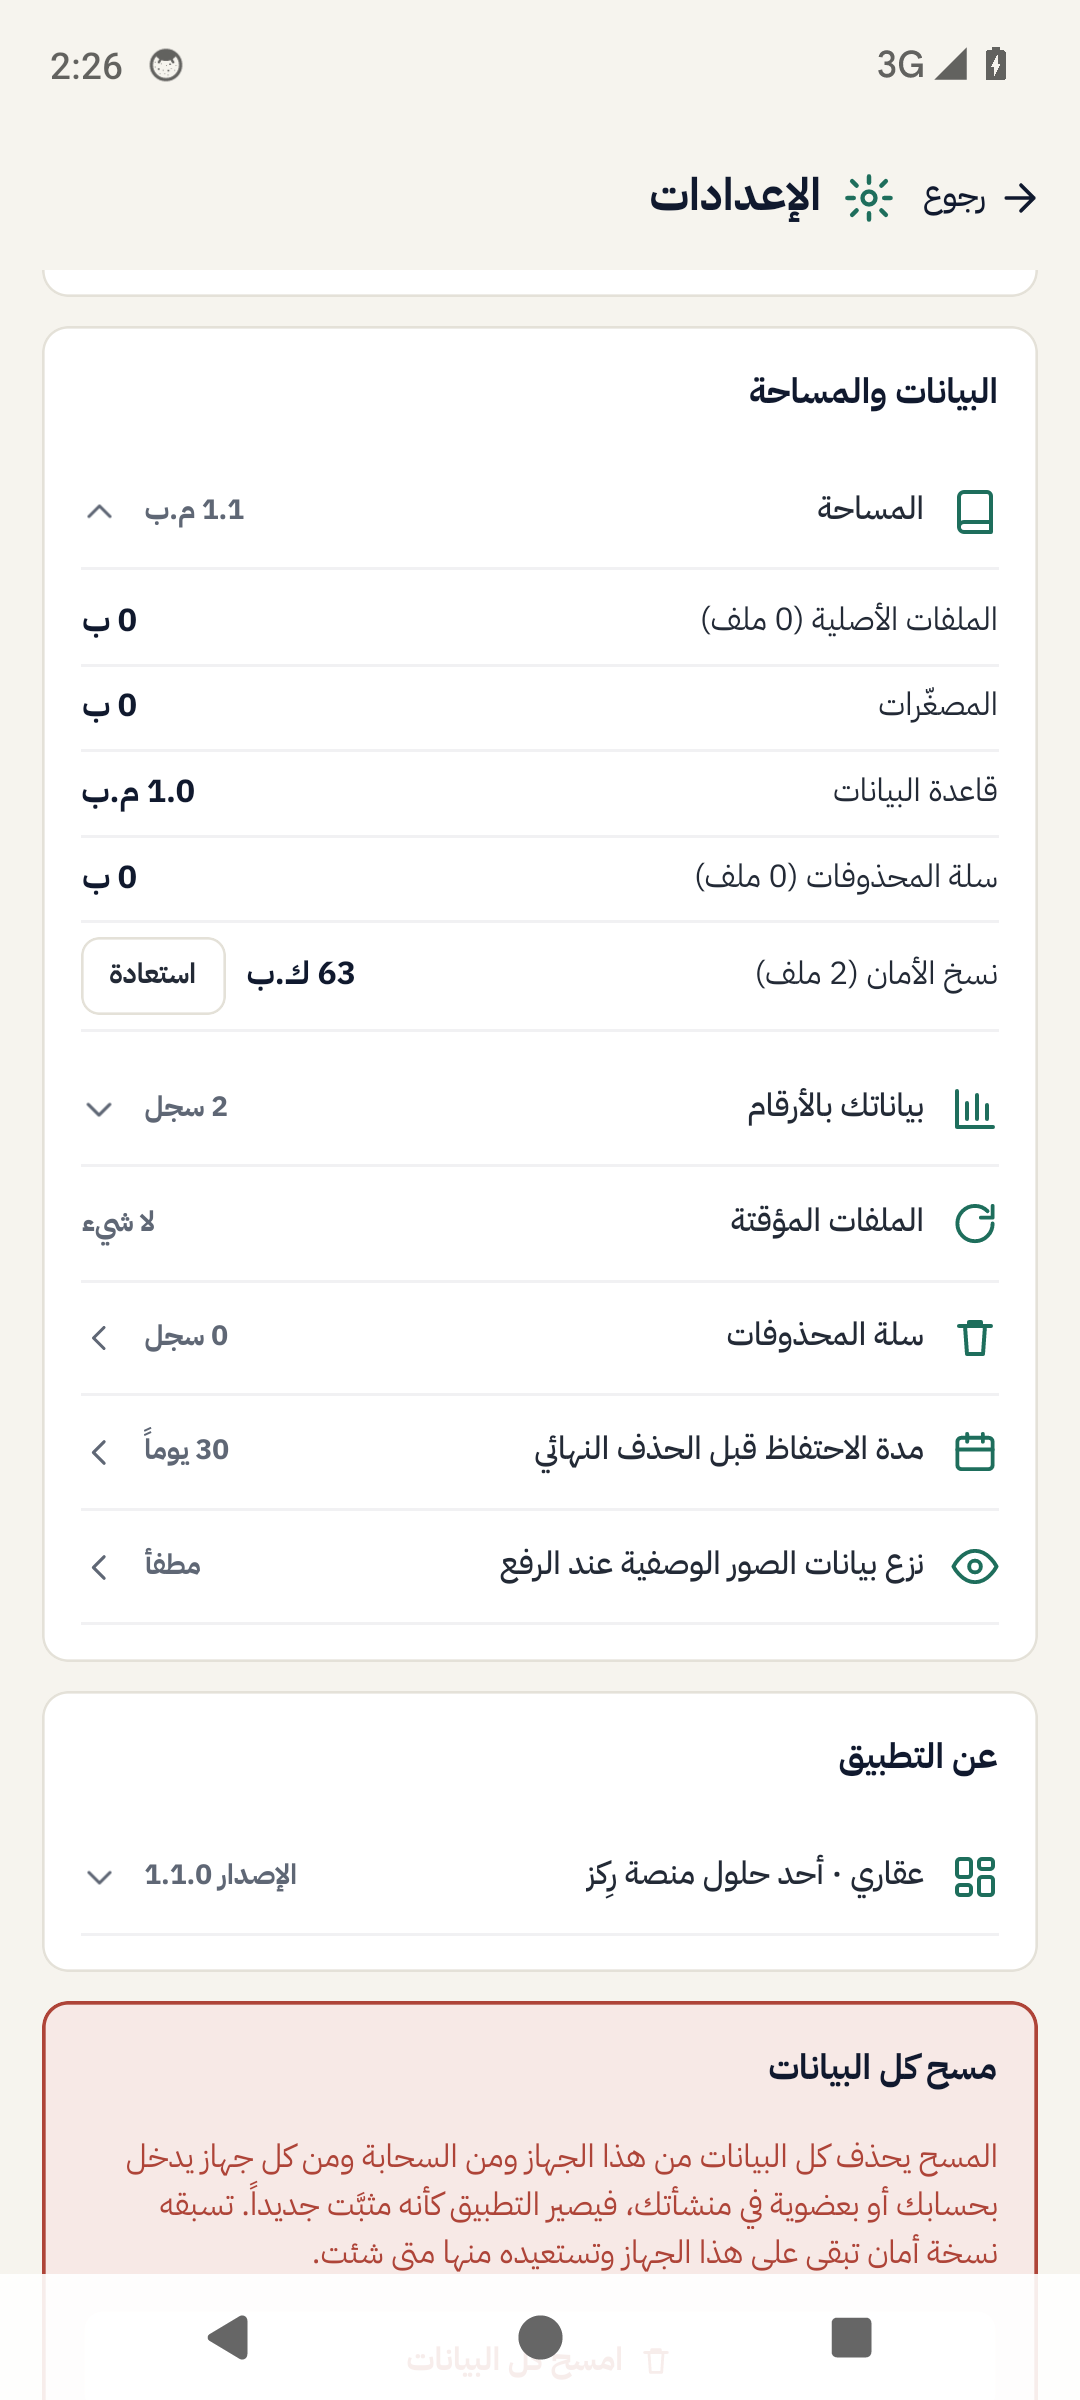 2:26
3G
رجوع
الإعدادات
البيانات والمساحة
المساحة
1.1 م.ب
الملفات الأصلية (0 ملف)
0 ب
المصغّرات
0 ب
قاعدة البيانات
1.0 م.ب
سلة المحذوفات (0 ملف)
0 ب
نسخ الأمان (2 ملف)
63 ك.ب
استعادة
بياناتك بالأرقام
2 سجل
الملفات المؤقتة
لا شيء
سلة المحذوفات
0 سجل
مدة الاحتفاظ قبل الحذف النهائي
30 يوماً
نزع بيانات الصور الوصفية عند الرفع
مطفأ
عن التطبيق
عقاري · أحد حلول منصة رِكز
الإصدار 1.1.0
مسح كل البيانات
المسح يحذف كل البيانات من هذا الجهاز ومن السحابة ومن كل جهاز يدخل
بحسابك أو بعضوية في منشأتك، فيصير التطبيق كأنه مثبَّت جديداً. تسبقه
نسخة أمان تبقى على هذا الجهاز وتستعيده منها متى شئت.
امسح كل البيانات